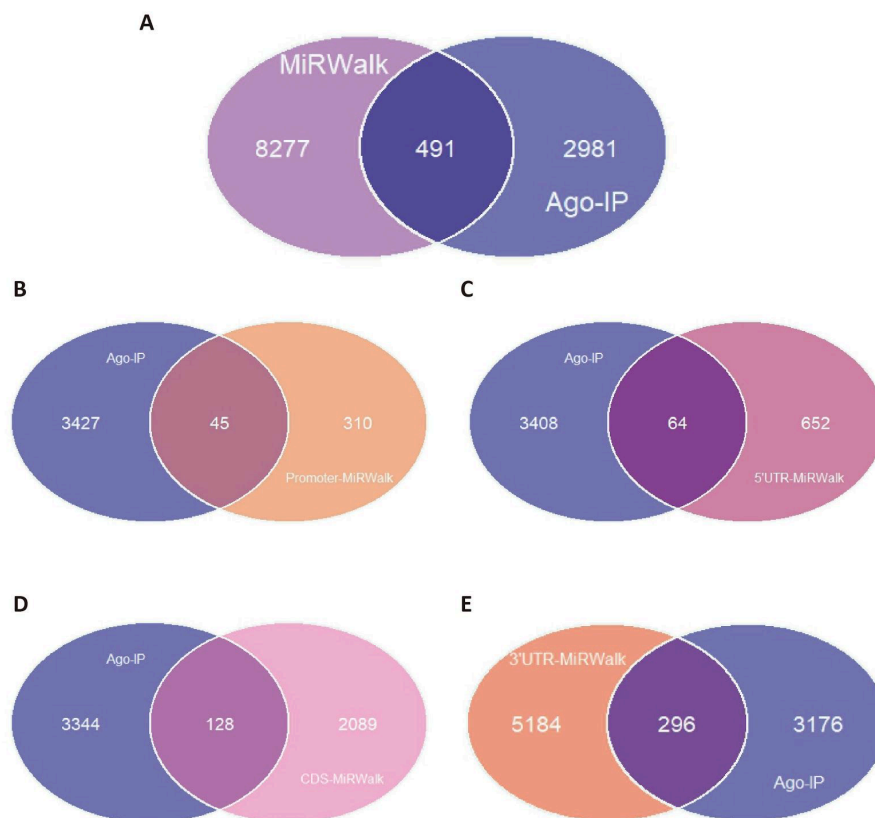 A
MiRWalk
8277 491 2981
Ago-IP
B
Ago-IP
3427 45 310
Promoter-MiRWalk
C
Ago-IP
3408 64 652
5'UTR-MiRWalk
D
Ago-IP
3344 128 2089
CDS-MiRWalk
E
3'UTR-MiRWalk
5184 296 3176
Ago-IP